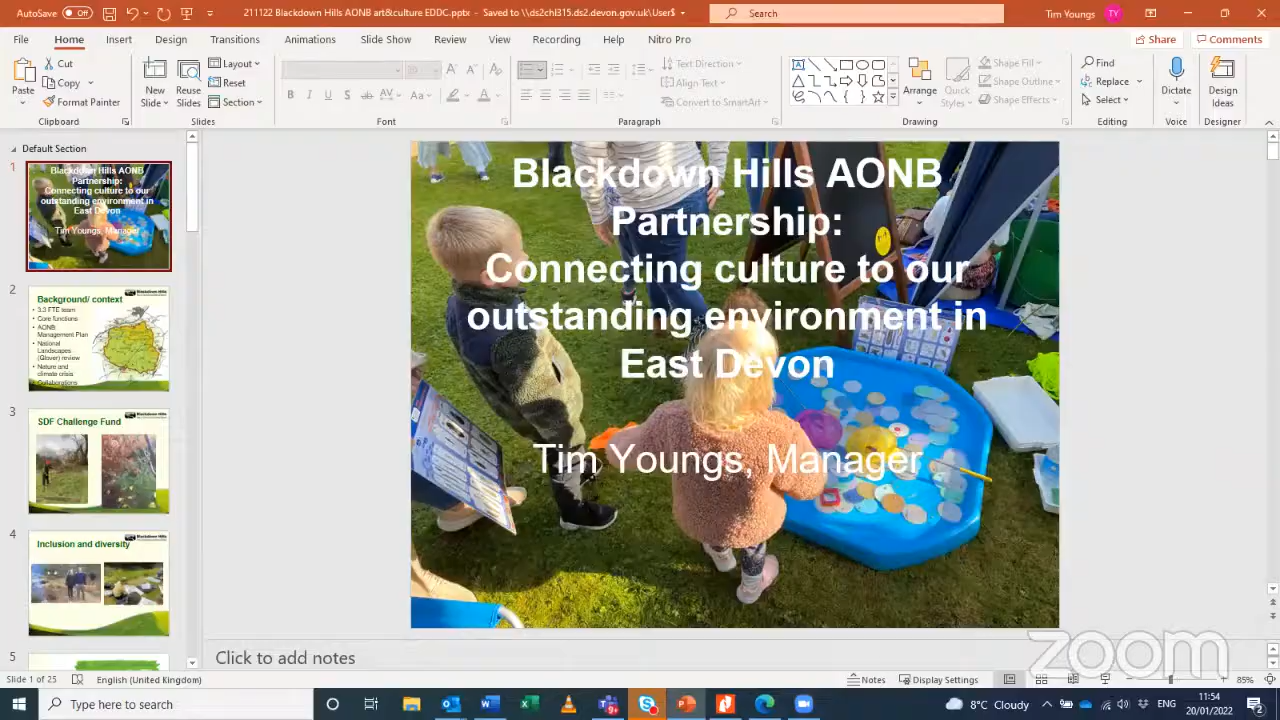 AutoSave Off
211122 Blackdown Hills AONB art&culture EDDC.pptx - Saved to \\ds2chl315.ds2.devon.gov.uk\User$
Search
Tim Youngs TY
File Home Insert Design Transitions Animations Slide Show Review View Recording Help Nitro Pro
Share Comments
Paste
Cut
Copy
Format Painter
New Slide
Reuse Slides
Layout
Reset
Section
Text Direction
Align Text
Convert to SmartArt
Arrange
Quick Styles
Shape Fill
Shape Outline
Shape Effects
Find
Replace
Select
Dictate
Design Ideas
Clipboard Slides Font Paragraph Drawing Editing Voice Designer
Default Section
1
Blackdown Hills AONB
Partnership:
Connecting culture to our
outstanding environment in
East Devon
Tim Youngs, Manager
2
Background/ context
Blackdown Hills
3.3 FTE team
Core functions
AONB
Management Plan
National
Landscapes
(Glover) review
Nature and
climate crisis
Collaborations
3
SDF Challenge Fund
Blackdown Hills
4
Inclusion and diversity
Blackdown Hills
5
Blackdown Hills AONB
Partnership:
Connecting culture to our
outstanding environment in
East Devon
Tim Youngs, Manager
Click to add notes
zoom
Slide 1 of 25 English (United Kingdom)
Notes Display Settings 85%
Type here to search
8°C Cloudy
ENG
11:54
20/01/2022